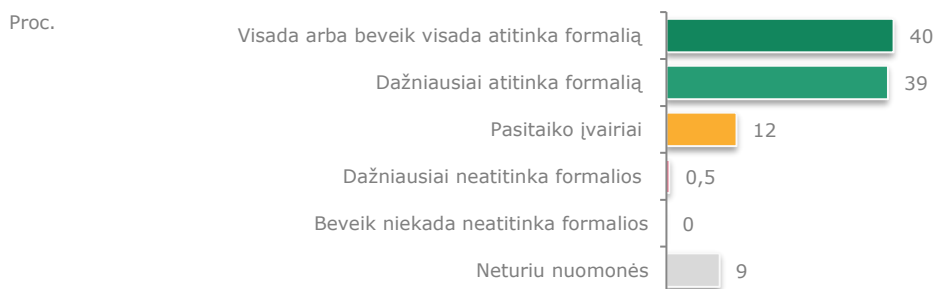 Proc.
Visada arba beveik visada atitinka formalią 40
Dažniausiai atitinka formalią 39
Pasitaiko įvairiai 12
Dažniausiai neatitinka formalios 0,5
Beveik niekada neatitinka formalios 0
Neturiu nuomonės 9